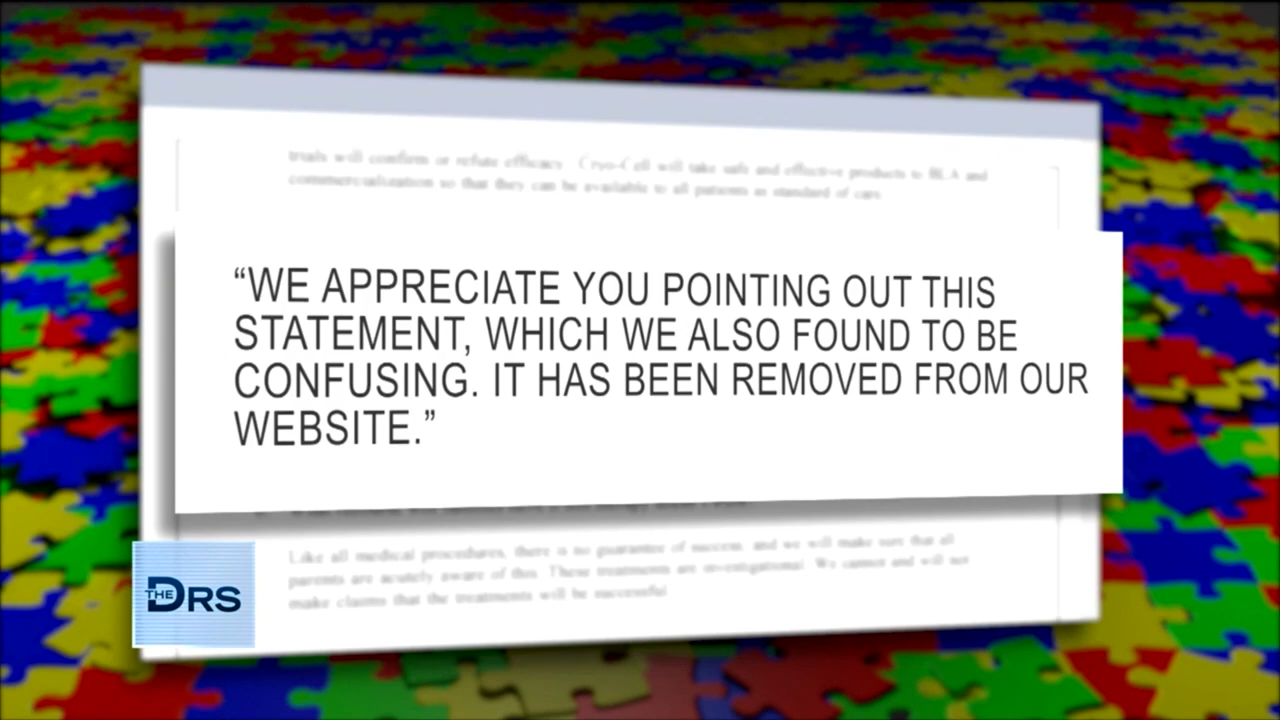 trials will confirm or refute efficacy. Cryo-Cell will take safe and effective products to BLA and
commercialization so that they can be available to all patients as standard of care.
“WE APPRECIATE YOU POINTING OUT THIS
STATEMENT, WHICH WE ALSO FOUND TO BE
CONFUSING. IT HAS BEEN REMOVED FROM OUR
WEBSITE.”
Like all medical procedures, there is no guarantee of success, and we will make sure that all
parents are acutely aware of this. These treatments are investigational. We cannot and will not
make claims that the treatments will be successful
THE DRS